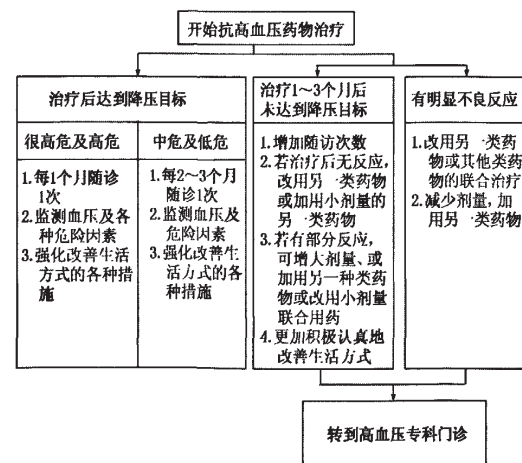 开始抗高血压药物治疗
治疗后达到降压目标
很高危及高危
1.每1个月随诊
1次
2.监测血压及各
种危险因素
3.强化改善生活
方式的各种措
施
中危及低危
1.每2～3个月
随诊1次
2.监测血压及
危险因素
3.强化改善生
活方式的各
种措施
治疗1～3个月后
未达到降压目标
1.增加随访次数
2.若治疗后无反应,
改用另一类药物
或加用小剂量的
另一类药物
3.若有部分反应,
可增大剂量、或
加用另一种类药
物或改用小剂量
联合用药
4.更加积极认真地
改善生活方式
有明显不良反应
1.改用另一类药
物或其他类药
物的联合治疗
2.减少剂量,加
用另一类药物
转到高血压专科门诊